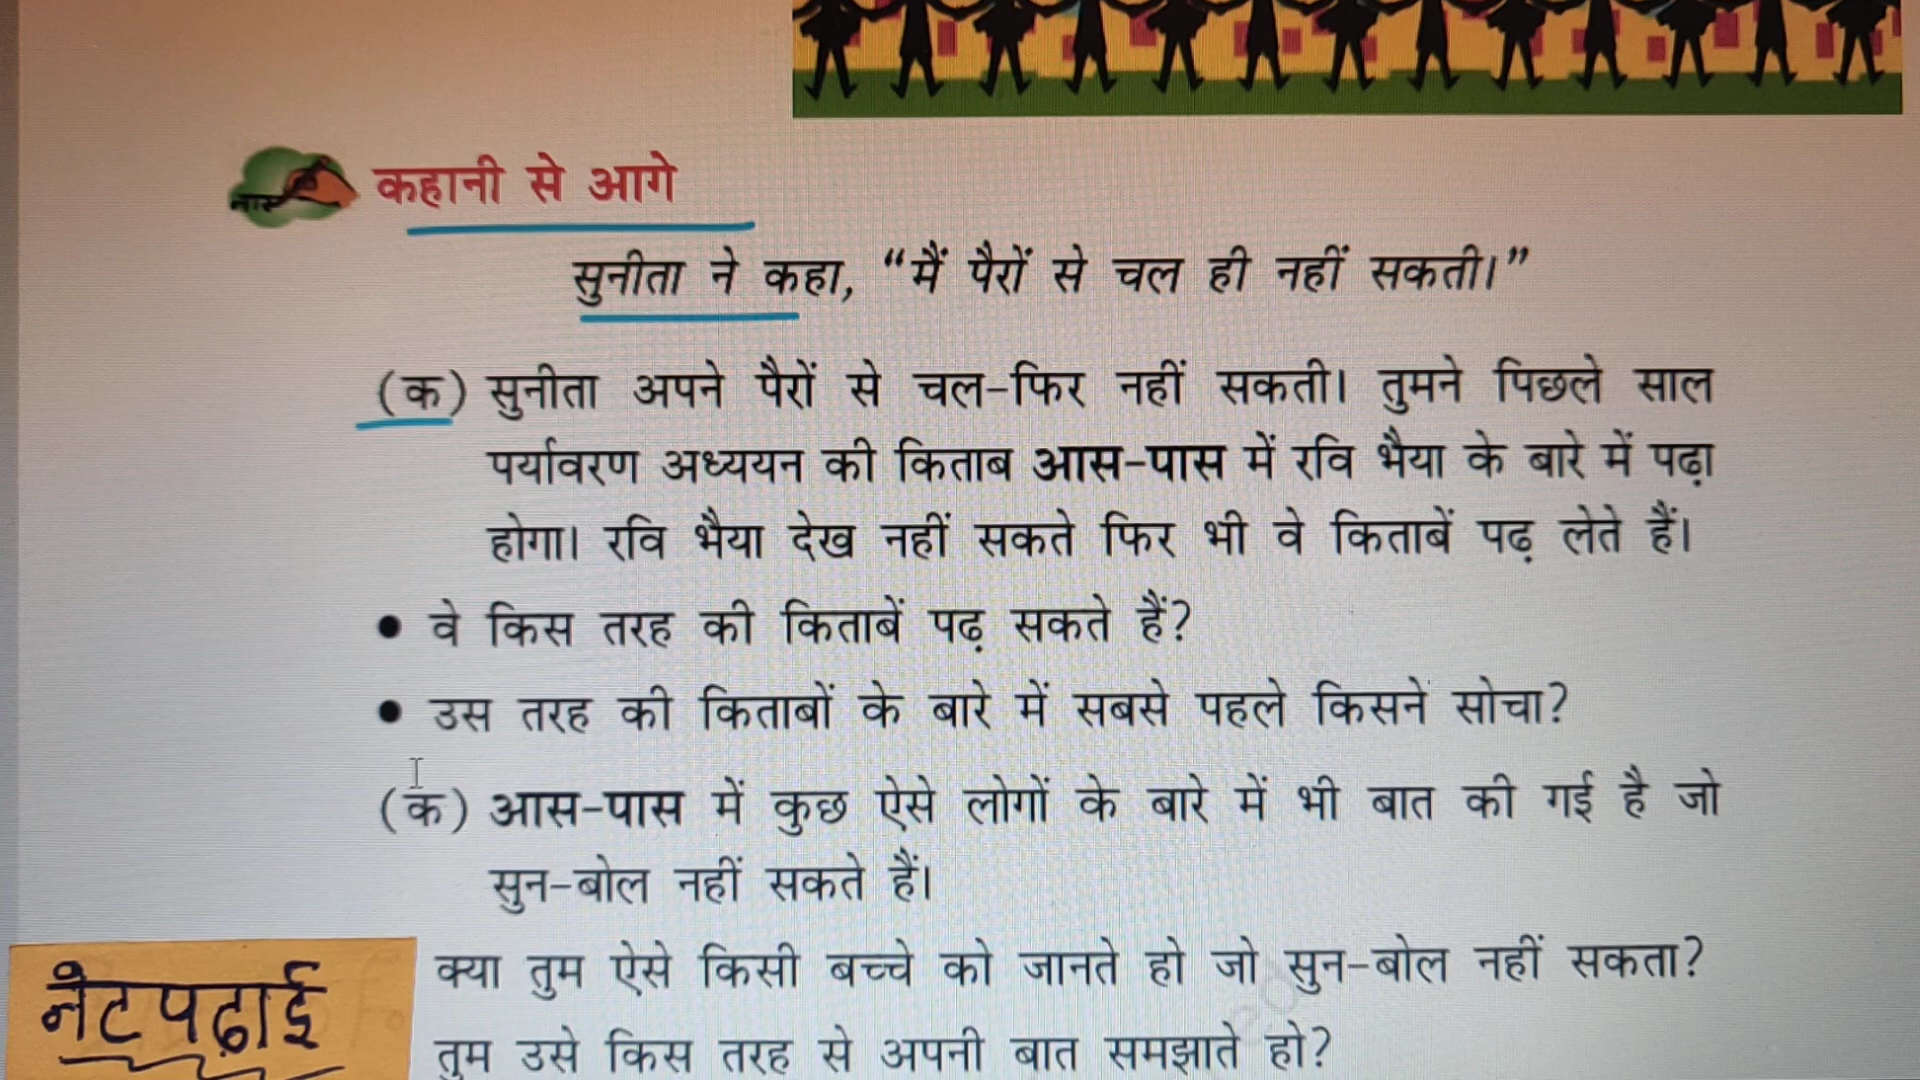 कहानी से आगे
सुनीता ने कहा, “मैं पैरों से चल ही नहीं सकती।”
(क) सुनीता अपने पैरों से चल-फिर नहीं सकती। तुमने पिछले साल
पर्यावरण अध्ययन की किताब आस-पास में रवि भैया के बारे में पढ़ा
होगा। रवि भैया देख नहीं सकते फिर भी वे किताबें पढ़ लेते हैं।
● वे किस तरह की किताबें पढ़ सकते हैं?
● उस तरह की किताबों के बारे में सबसे पहले किसने सोचा?
(क) आस-पास में कुछ ऐसे लोगों के बारे में भी बात की गई है जो
सुन-बोल नहीं सकते हैं।
क्या तुम ऐसे किसी बच्चे को जानते हो जो सुन-बोल नहीं सकता?
तुम उसे किस तरह से अपनी बात समझाते हो?
नेटपढ़ाई